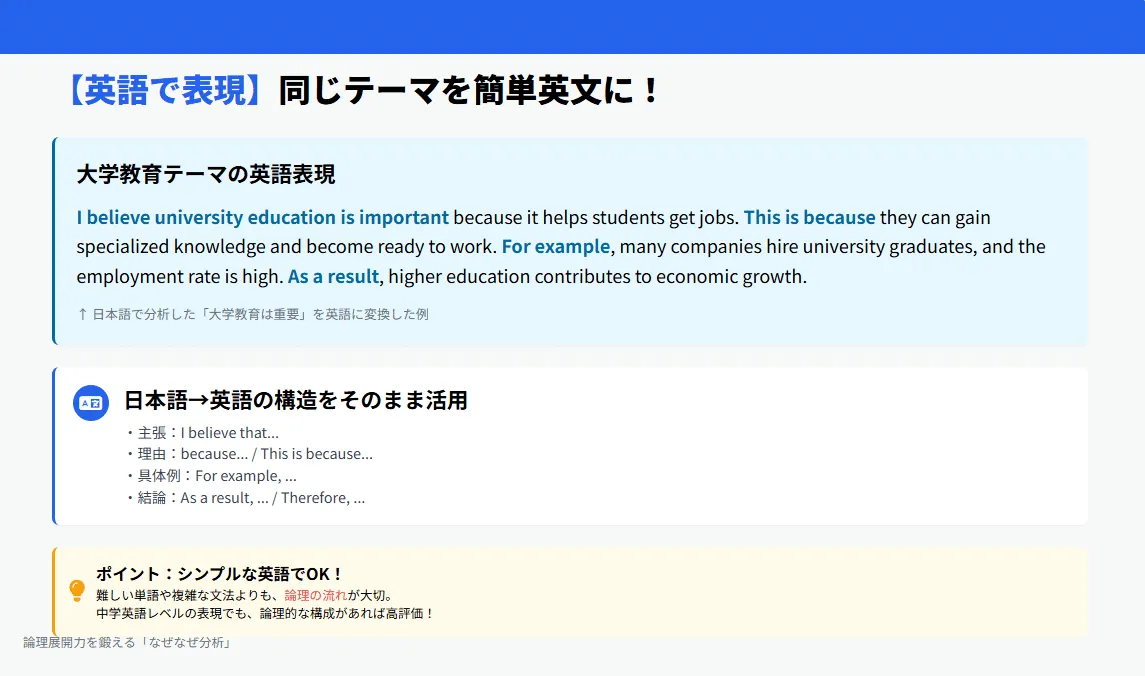 【英語で表現】同じテーマを簡単英文に！
大学教育テーマの英語表現
I believe university education is important because it helps students get jobs. This is because they can gain
specialized knowledge and become ready to work. For example, many companies hire university graduates, and the
employment rate is high. As a result, higher education contributes to economic growth.
↑ 日本語で分析した「大学教育は重要」を英語に変換した例
日本語→英語の構造をそのまま活用
・主張：I believe that...
・理由：because... / This is because...
・具体例：For example, ...
・結論：As a result, ... / Therefore, ...
ポイント：シンプルな英語でOK！
難しい単語や複雑な文法よりも、論理の流れが大切。
中学英語レベルの表現でも、論理的な構成があれば高評価！
論理展開力を鍛える「なぜなぜ分析」